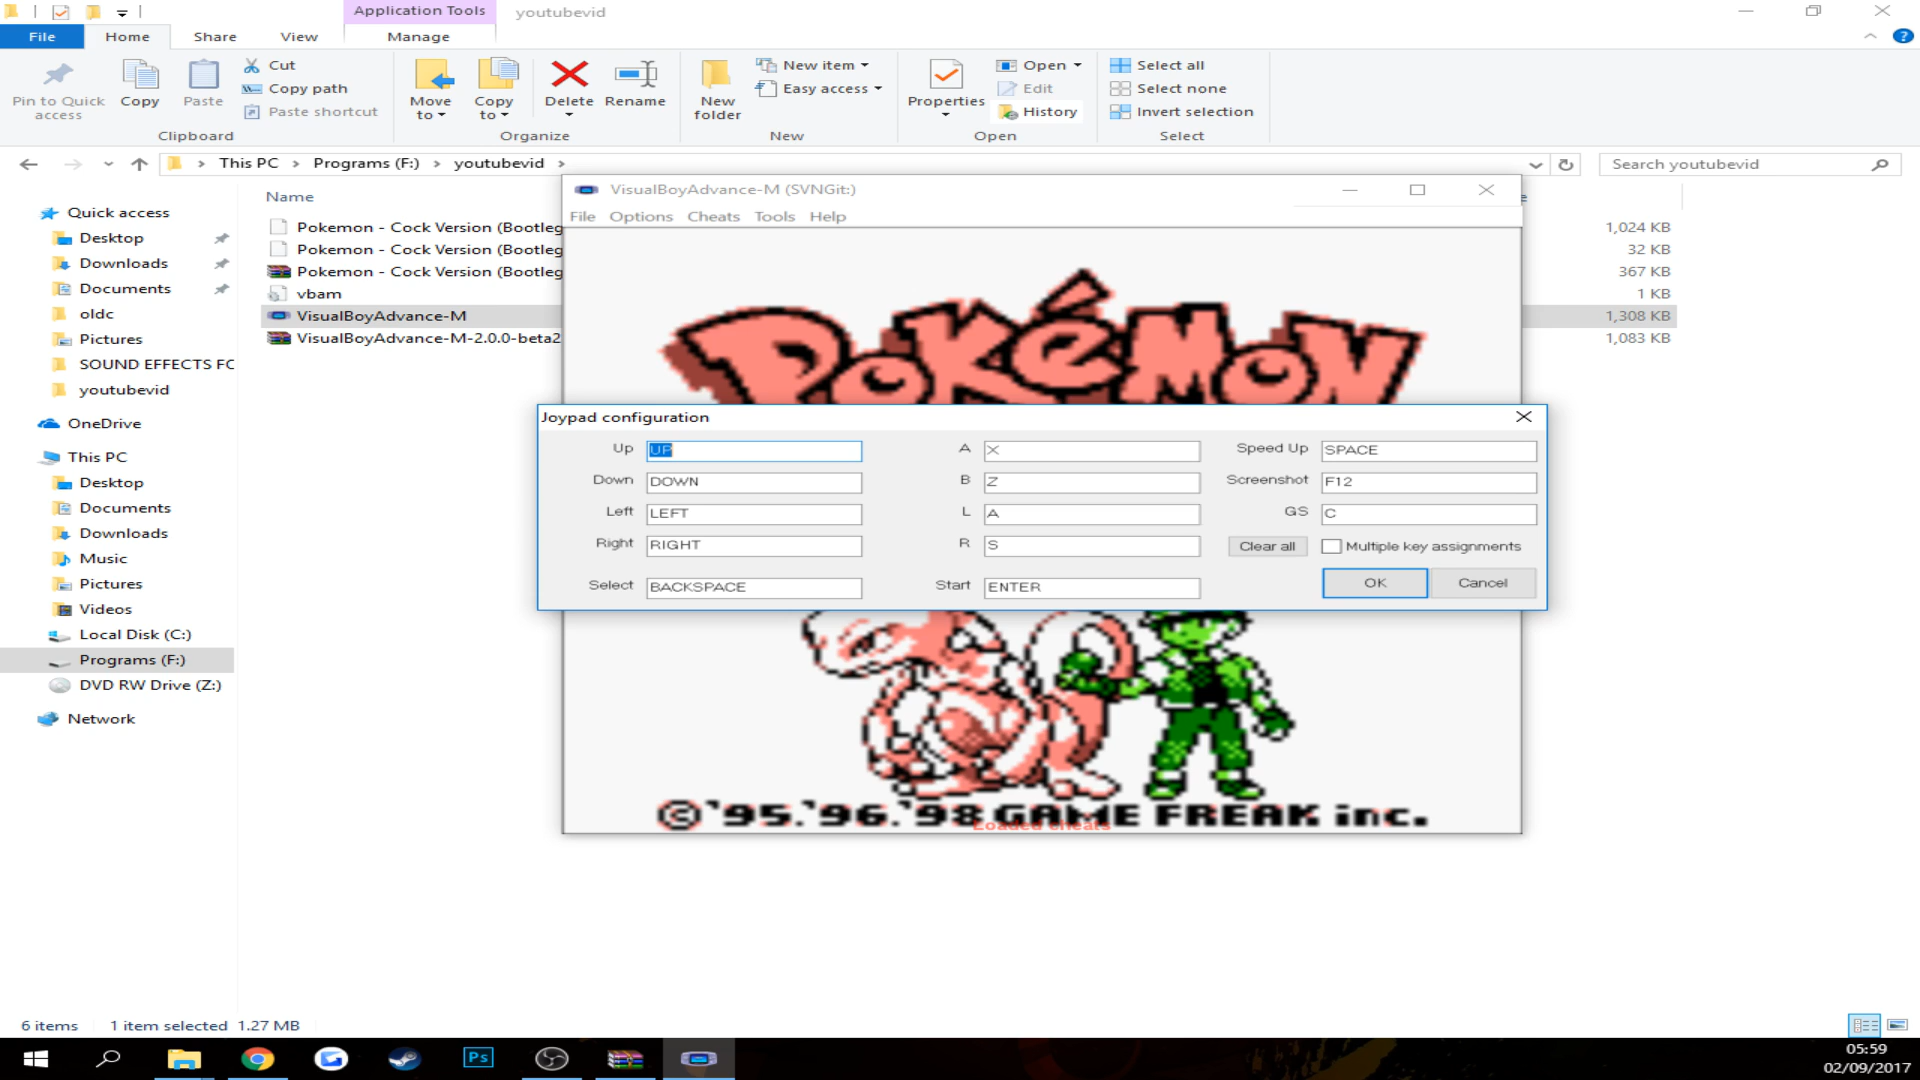 Application Tools
youtubevid
File
Home
Share
View
Manage
Pin to Quick access
Copy
Paste
Cut
Copy path
Paste shortcut
Clipboard
Move to
Copy to
Delete
Rename
Organize
New folder
New item
Easy access
New
Properties
Open
Edit
History
Open
Select all
Select none
Invert selection
Select
This PC > Programs (F:) > youtubevid >
Search youtubevid
Name
Pokemon - Cock Version (Bootleg
1,024 KB
Pokemon - Cock Version (Bootleg
32 KB
Pokemon - Cock Version (Bootleg
367 KB
vbam
1 KB
VisualBoyAdvance-M
1,308 KB
VisualBoyAdvance-M-2.0.0-beta2
1,083 KB
Quick access
Desktop
Downloads
Documents
oldc
Pictures
SOUND EFFECTS FC
youtubevid
OneDrive
This PC
Desktop
Documents
Downloads
Music
Pictures
Videos
Local Disk (C:)
Programs (F:)
DVD RW Drive (Z:)
Network
VisualBoyAdvance-M (SVNGit:)
File Options Cheats Tools Help
POKéMON
Joypad configuration
Up UP
A X
Speed Up SPACE
Down DOWN
B Z
Screenshot F12
Left LEFT
L A
GS C
Right RIGHT
R S
Clear all
Multiple key assignments
Select BACKSPACE
Start ENTER
OK
Cancel
©'95.'96.'98 GAME FREAK inc.
Loaded cheats
6 items 1 item selected 1.27 MB
Ps
05:59
02/09/2017